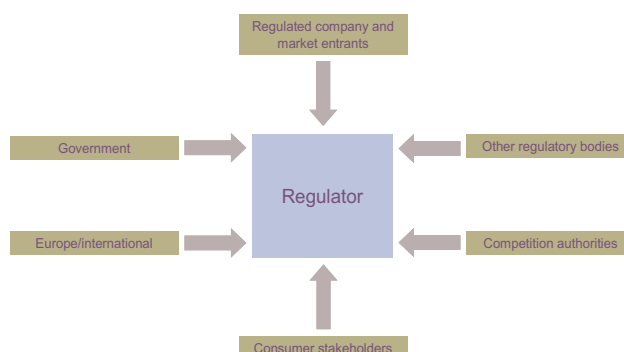 Regulated company and
market entrants
Government
Other regulatory bodies
Regulator
Europe/international
Competition authorities
Consumer stakeholders